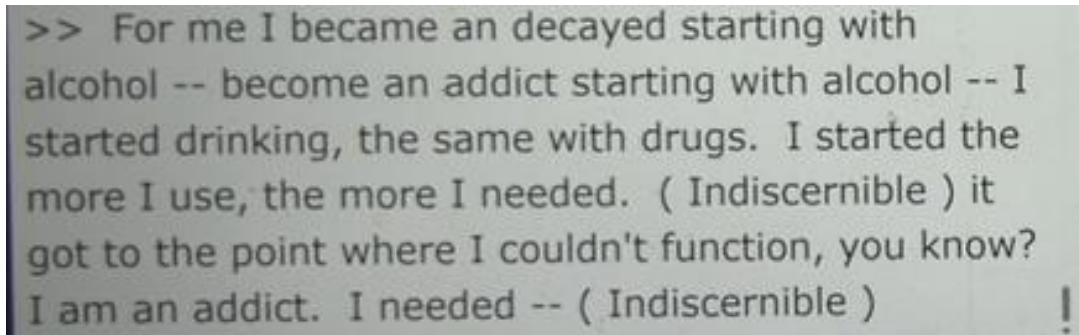 >> For me I became an decayed starting with
alcohol -- become an addict starting with alcohol -- I
started drinking, the same with drugs. I started the
more I use, the more I needed. ( Indiscernible ) it
got to the point where I couldn't function, you know?
I am an addict. I needed -- ( Indiscernible )